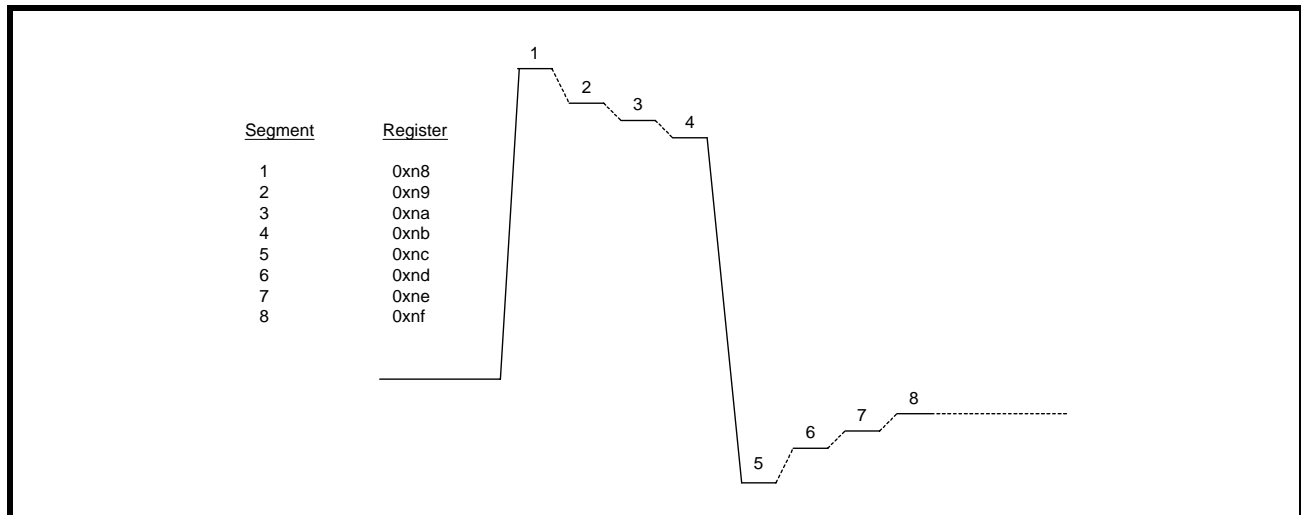 1
2
3
4
Segment Register
1 0xn8
2 0xn9
3 0xna
4 0xnb
5 0xnc
6 0xnd
7 0xne
8 0xnf
8
7
6
5